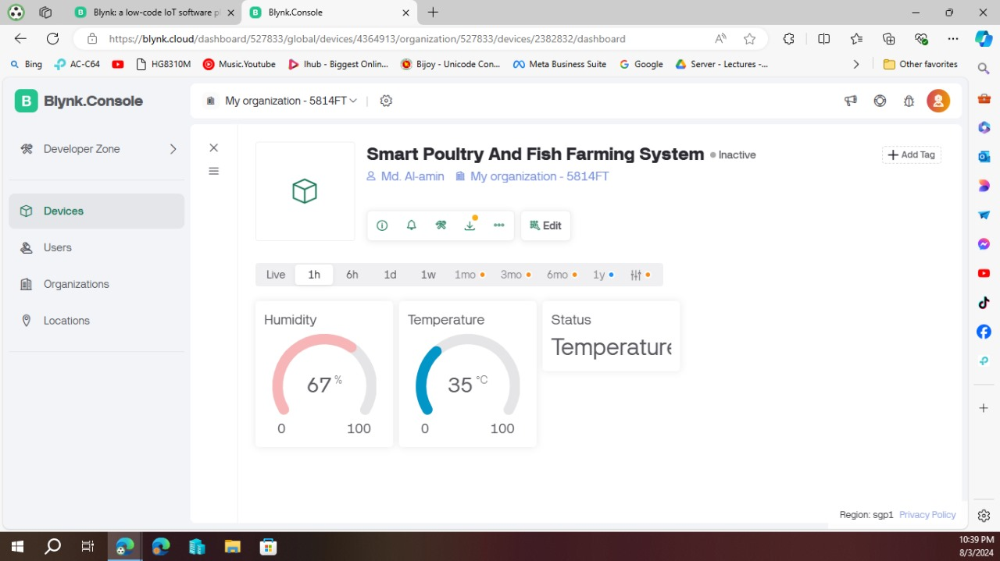 Blynk: a low-code IoT software pl
Blynk.Console
https://blynk.cloud/dashboard/527833/global/devices/4364913/organization/527833/devices/2382832/dashboard
Bing
AC-C64
HG8310M
Music.Youtube
Ihub - Biggest Onlin...
Bijoy - Unicode Con...
Meta Business Suite
Google
Server - Lectures -...
Other favorites
B Blynk.Console
My organization - 5814FT
Developer Zone
Devices
Users
Organizations
Locations
Smart Poultry And Fish Farming System
Inactive
Add Tag
Md. Al-amin
My organization - 5814FT
Edit
Live 1h 6h 1d 1w 1mo 3mo 6mo 1y
Humidity
67 %
0 100
Temperature
35 °C
0 100
Status
Temperature
Region: sgp1 Privacy Policy
10:39 PM
8/3/2024